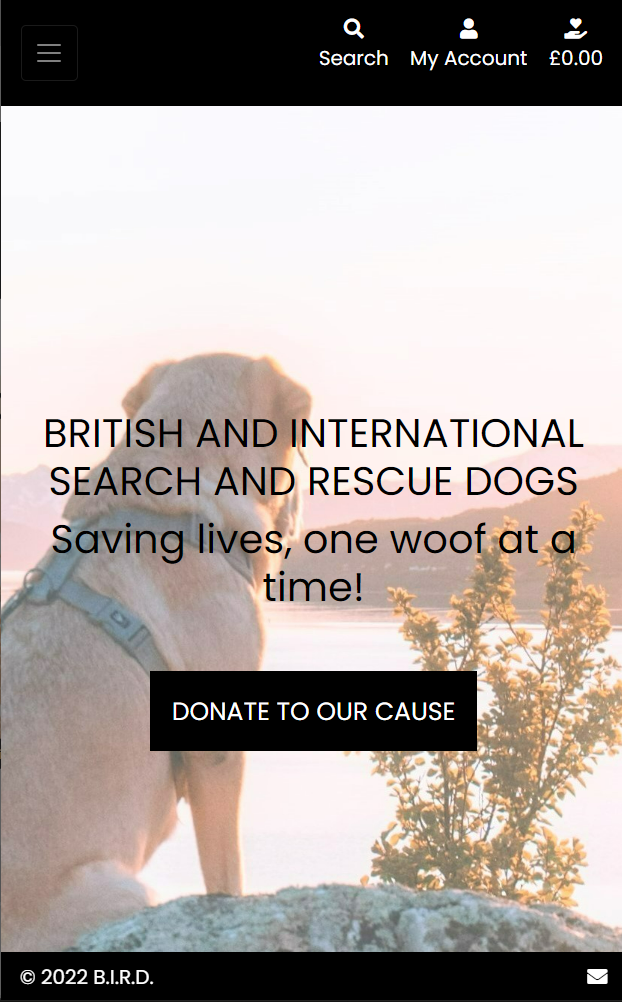 Search My Account £0.00
BRITISH AND INTERNATIONAL
SEARCH AND RESCUE DOGS
Saving lives, one woof at a
time!
DONATE TO OUR CAUSE
© 2022 B.I.R.D.